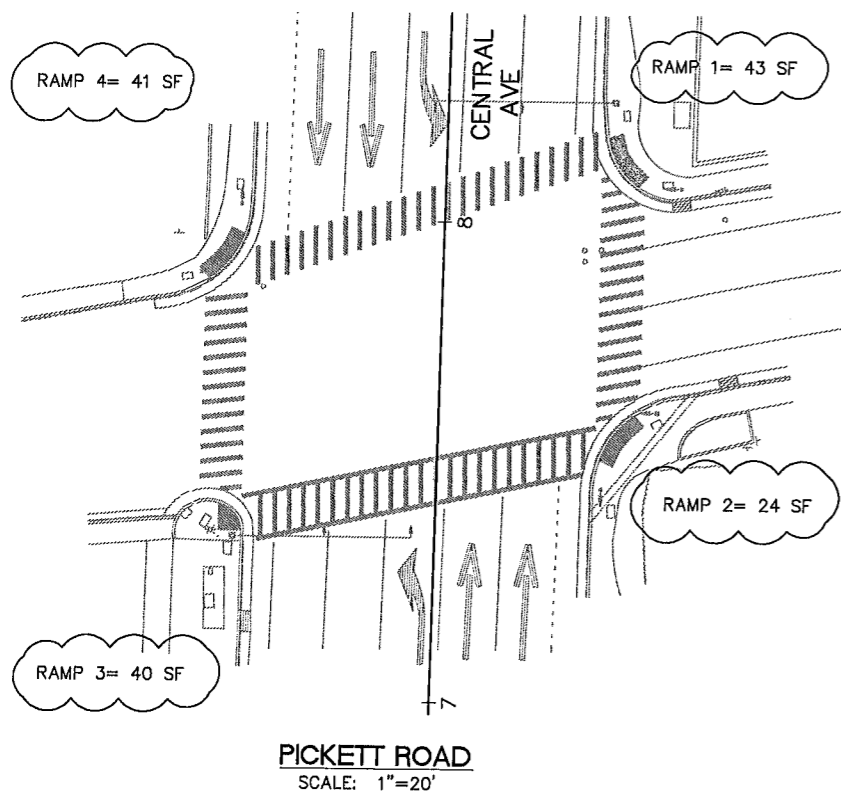 RAMP 4= 41 SF
CENTRAL
AVE
RAMP 1= 43 SF
8
RAMP 2= 24 SF
RAMP 3= 40 SF
7
PICKETT ROAD
SCALE: 1"=20'